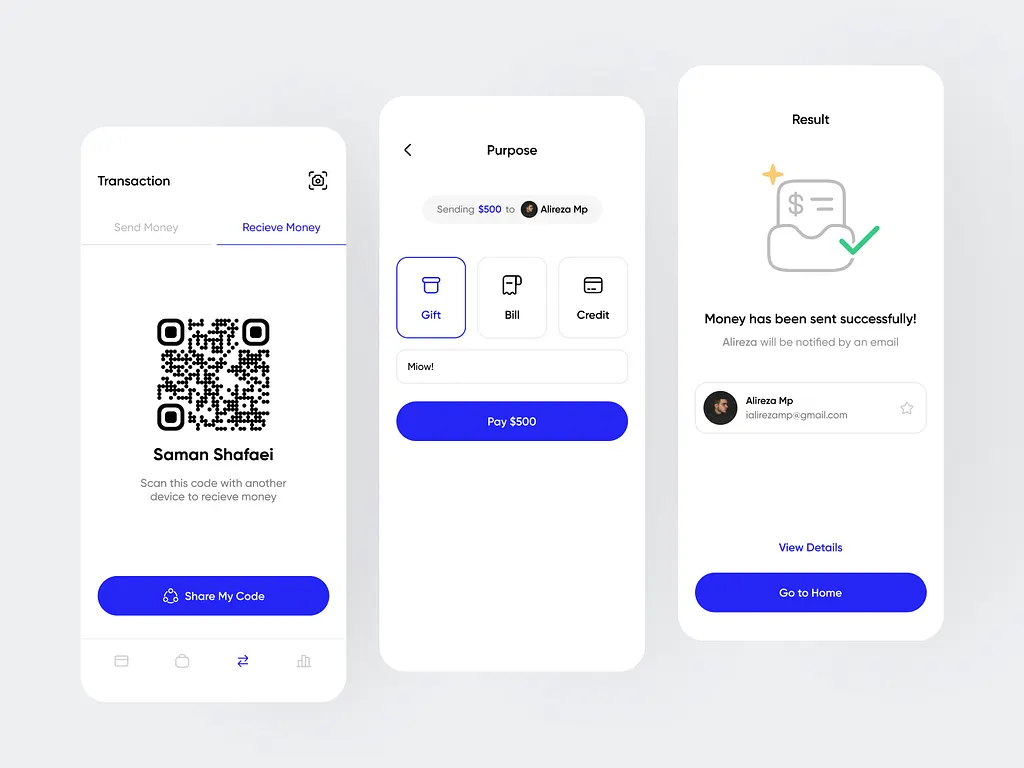 Transaction
Send Money
Recieve Money
Saman Shafaei
Scan this code with another
device to recieve money
Share My Code
Purpose
Sending $500 to Alireza Mp
Gift
Bill
Credit
Miow!
Pay $500
Result
$
Money has been sent successfully!
Alireza will be notified by an email
Alireza Mp
ialirezamp@gmail.com
View Details
Go to Home